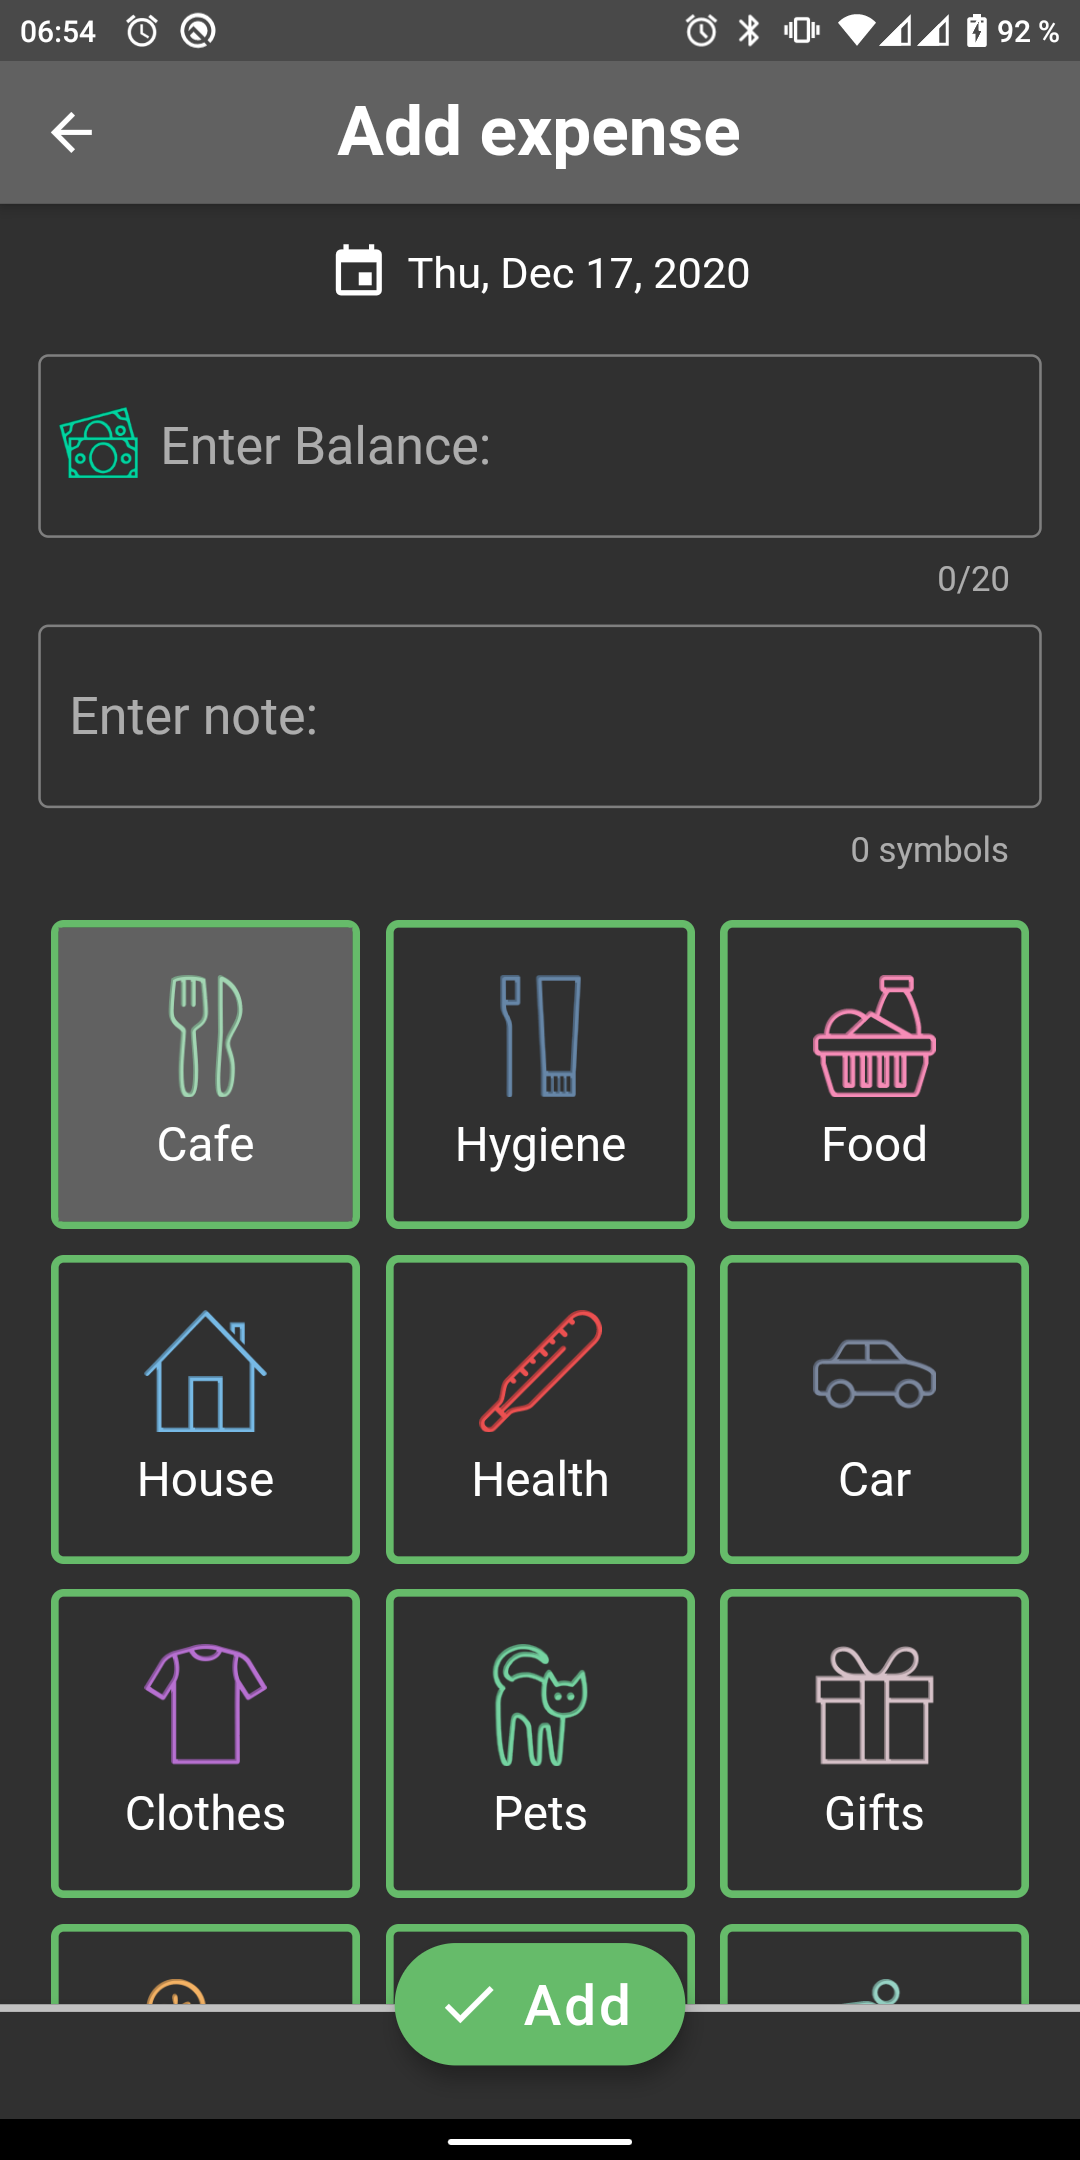 06:54 92 %
Add expense
Thu, Dec 17, 2020
Enter Balance:
0/20
Enter note:
0 symbols
Cafe Hygiene Food
House Health Car
Clothes Pets Gifts
Add